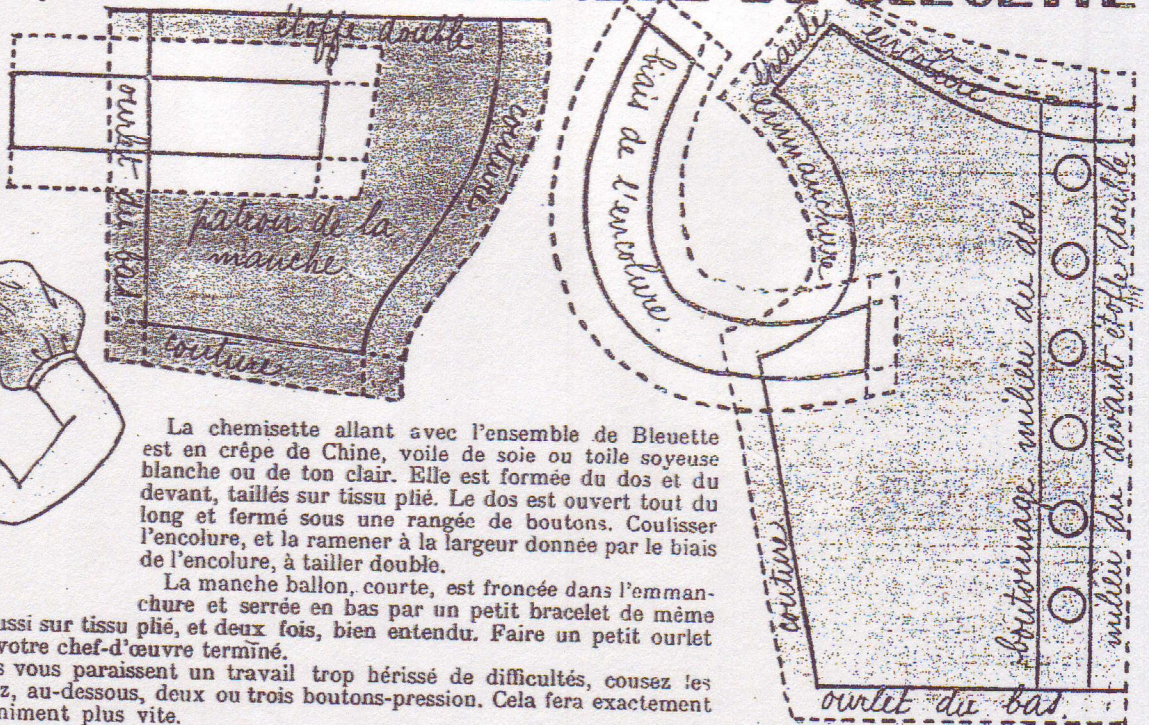 DE BLEUETTE
étoffe double
ourlet du bas
couture
patron de la
manche
couture
biais de l'encolure.
épaule
encolure
emmanchure
couture
boutonnage milieu du dos
milieu du devant étoffe double
ourlet du bas
La chemisette allant avec l'ensemble de Bleuette
est en crêpe de Chine, voile de soie ou toile soyeuse
blanche ou de ton clair. Elle est formée du dos et du
devant, taillés sur tissu plié. Le dos est ouvert tout du
long et fermé sous une rangée de boutons. Coulisser
l'encolure, et la ramener à la largeur donnée par le biais
de l'encolure, à tailler double.
La manche ballon, courte, est froncée dans l'emman-
chure et serrée en bas par un petit bracelet de même
ussi sur tissu plié, et deux fois, bien entendu. Faire un petit ourlet
votre chef-d'œuvre terminé.
s vous paraissent un travail trop hérissé de difficultés, cousez les
z, au-dessous, deux ou trois boutons-pression. Cela fera exactement
niment plus vite.